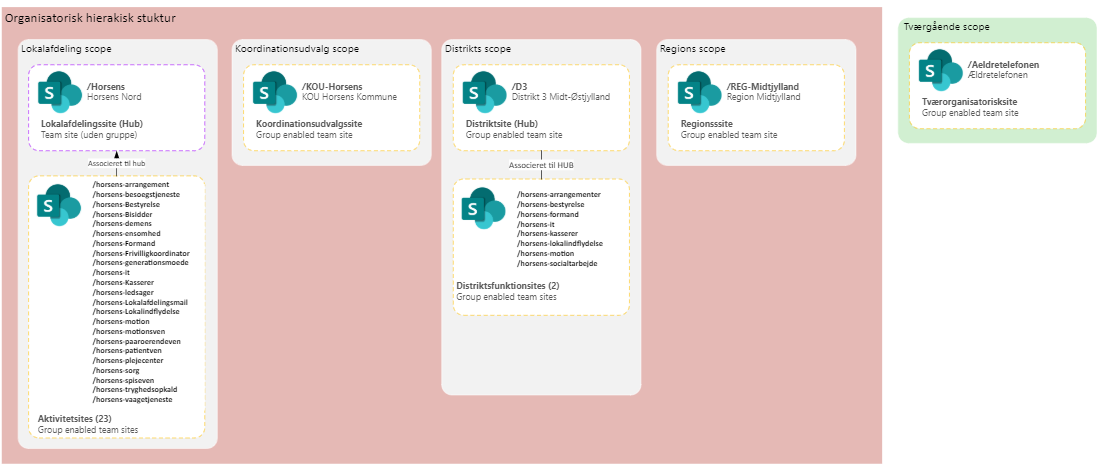 Organisatorisk hierakisk stuktur
Lokalafdeling scope
/Horsens
Horsens Nord
Lokalafdelingssite (Hub)
Team site (uden gruppe)
Associeret til hub
/horsens-arrangement
/horsens-besoegstjeneste
/horsens-Bestyrelse
/horsens-Bisidder
/horsens-demens
/horsens-ensomhed
/horsens-Formand
/horsens-Frivilligkoordinator
/horsens-generationsmoede
/horsens-it
/horsens-Kasserer
/horsens-ledsager
/horsens-Lokalafdelingsmail
/horsens-Lokalindflydelse
/horsens-motion
/horsens-motionsven
/horsens-paaroerendeven
/horsens-patientven
/horsens-plejecenter
/horsens-sorg
/horsens-spiseven
/horsens-tryghedsopkald
/horsens-vaagetjeneste
Aktivitetsites (23)
Group enabled team sites
Koordinationsudvalg scope
/KOU-Horsens
KOU Horsens Kommune
Koordinationsudvalgssite
Group enabled team site
Distrikts scope
/D3
Distrikt 3 Midt-Østjylland
Distriktsite (Hub)
Group enabled team site
Associeret til HUB
/horsens-arrangementer
/horsens-bestyrelse
/horsens-formand
/horsens-it
/horsens-kasserer
/horsens-lokalindflydelse
/horsens-motion
/horsens-socialtarbejde
Distriktsfunktionsites (2)
Group enabled team sites
Regions scope
/REG-Midtjylland
Region Midtjylland
Regionsssite
Group enabled team site
Tværgående scope
/Aeldretelefonen
Ældretelefonen
Tværorganisatorisksite
Group enabled team site